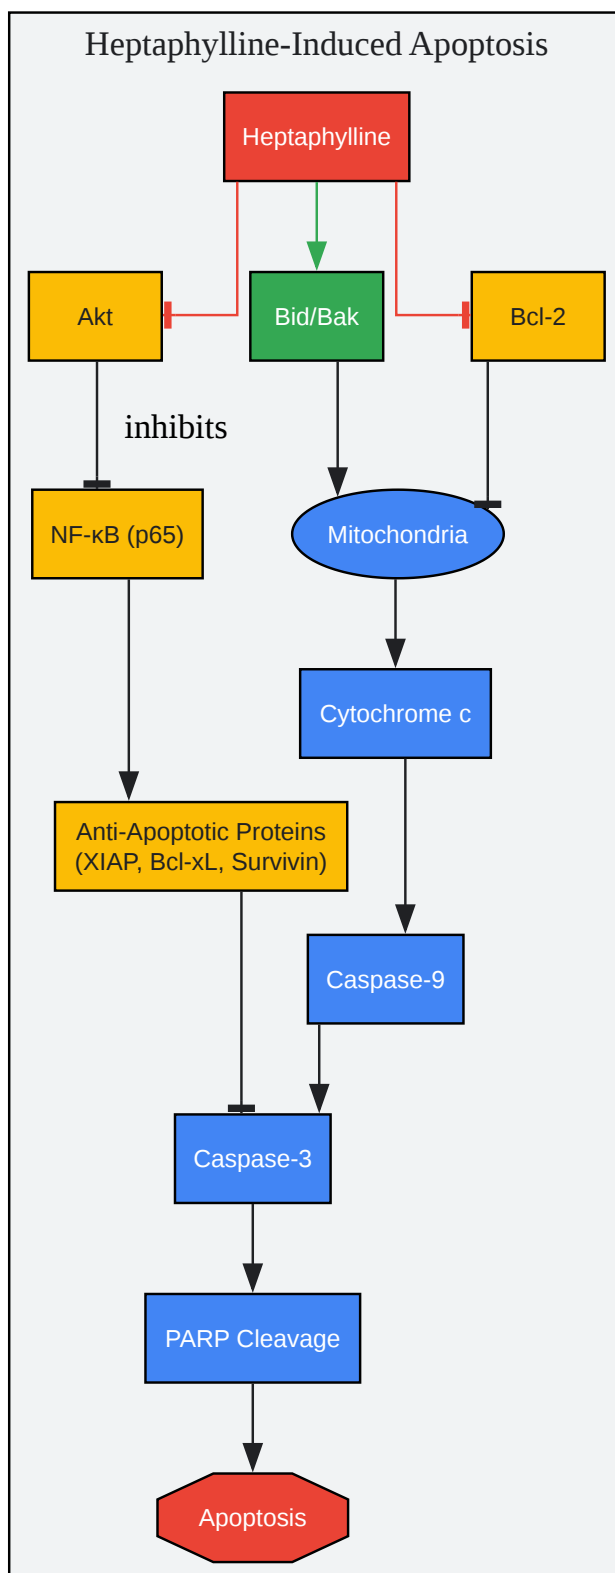 Heptaphylline-Induced Apoptosis
Heptaphylline
Akt
Bid/Bak
Bcl-2
inhibits
NF-κB (p65)
Mitochondria
Cytochrome c
Anti-Apoptotic Proteins
(XIAP, Bcl-xL, Survivin)
Caspase-9
Caspase-3
PARP Cleavage
Apoptosis